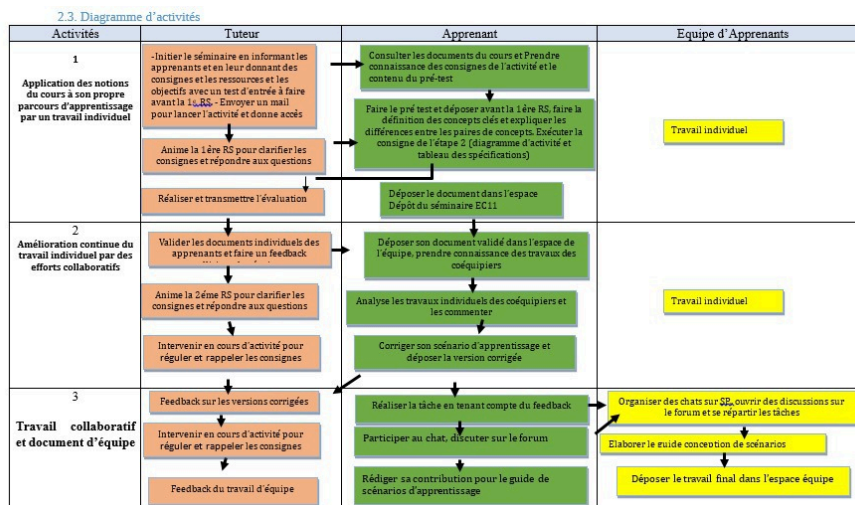 2.3. Diagramme d'activités
Activités
Tuteur
Apprenant
Equipe d'Apprenants
1
Application des notions
du cours à son propre
parcours d'apprentissage
par un travail individuel
-Initier le séminaire en informant les
apprenants et en leur donnant des
consignes et les ressources et les
objectifs avec un test d'entrée à faire
avant la 1s RS - Envoyer un mail
pour lancer l'activité et donne accès
Anime la 1ère RS pour clarifier les
consignes et répondre aux questions
Réaliser et transmettre l'évaluation
Consulter les documents du cours et Prendre
connaissance des consignes de l'activité et le
contenu du pré-test
Faire le pré test et déposer avant la 1ére RS, faire la
définition des concepts clés et expliquer les
différences entre les paires de concepts. Exécuter la
consigne de l'étape 2 (diagramme d'activité et
tableau des spécifications)
Déposer le document dans l'espace
Dépôt du séminaire EC11
Travail individuel
2
Amélioration continue du
travail individuel par des
efforts collaboratifs
Valider les documents individuels des
apprenants et faire un feedback
Anime la 2éme RS pour clarifier les
consignes et répondre aux questions
Intervenir en cours d'activité pour
réguler et rappeler les consignes
Déposer son document validé dans l'espace de
l'équipe, prendre connaissance des travaux des
coéquipiers
Analyse les travaux individuels des coéquipiers et
les commenter
Corriger son scénario d'apprentissage et
déposer la version corrigée
Travail individuel
3
Travail collaboratif
et document d'équipe
Feedback sur les versions corrigées
Intervenir en cours d'activité pour
réguler et rappeler les consignes
Feedback du travail d'équipe
Réaliser la tâche en tenant compte du feedback
Participer au chat, discuter sur le forum
Rédiger sa contribution pour le guide de
scénarios d'apprentissage
Organiser des chats sur SP, ouvrir des discussions
sur le forum et se répartir les tâches
Elaborer le guide conception de scénarios
Déposer le travail final dans l'espace équipe